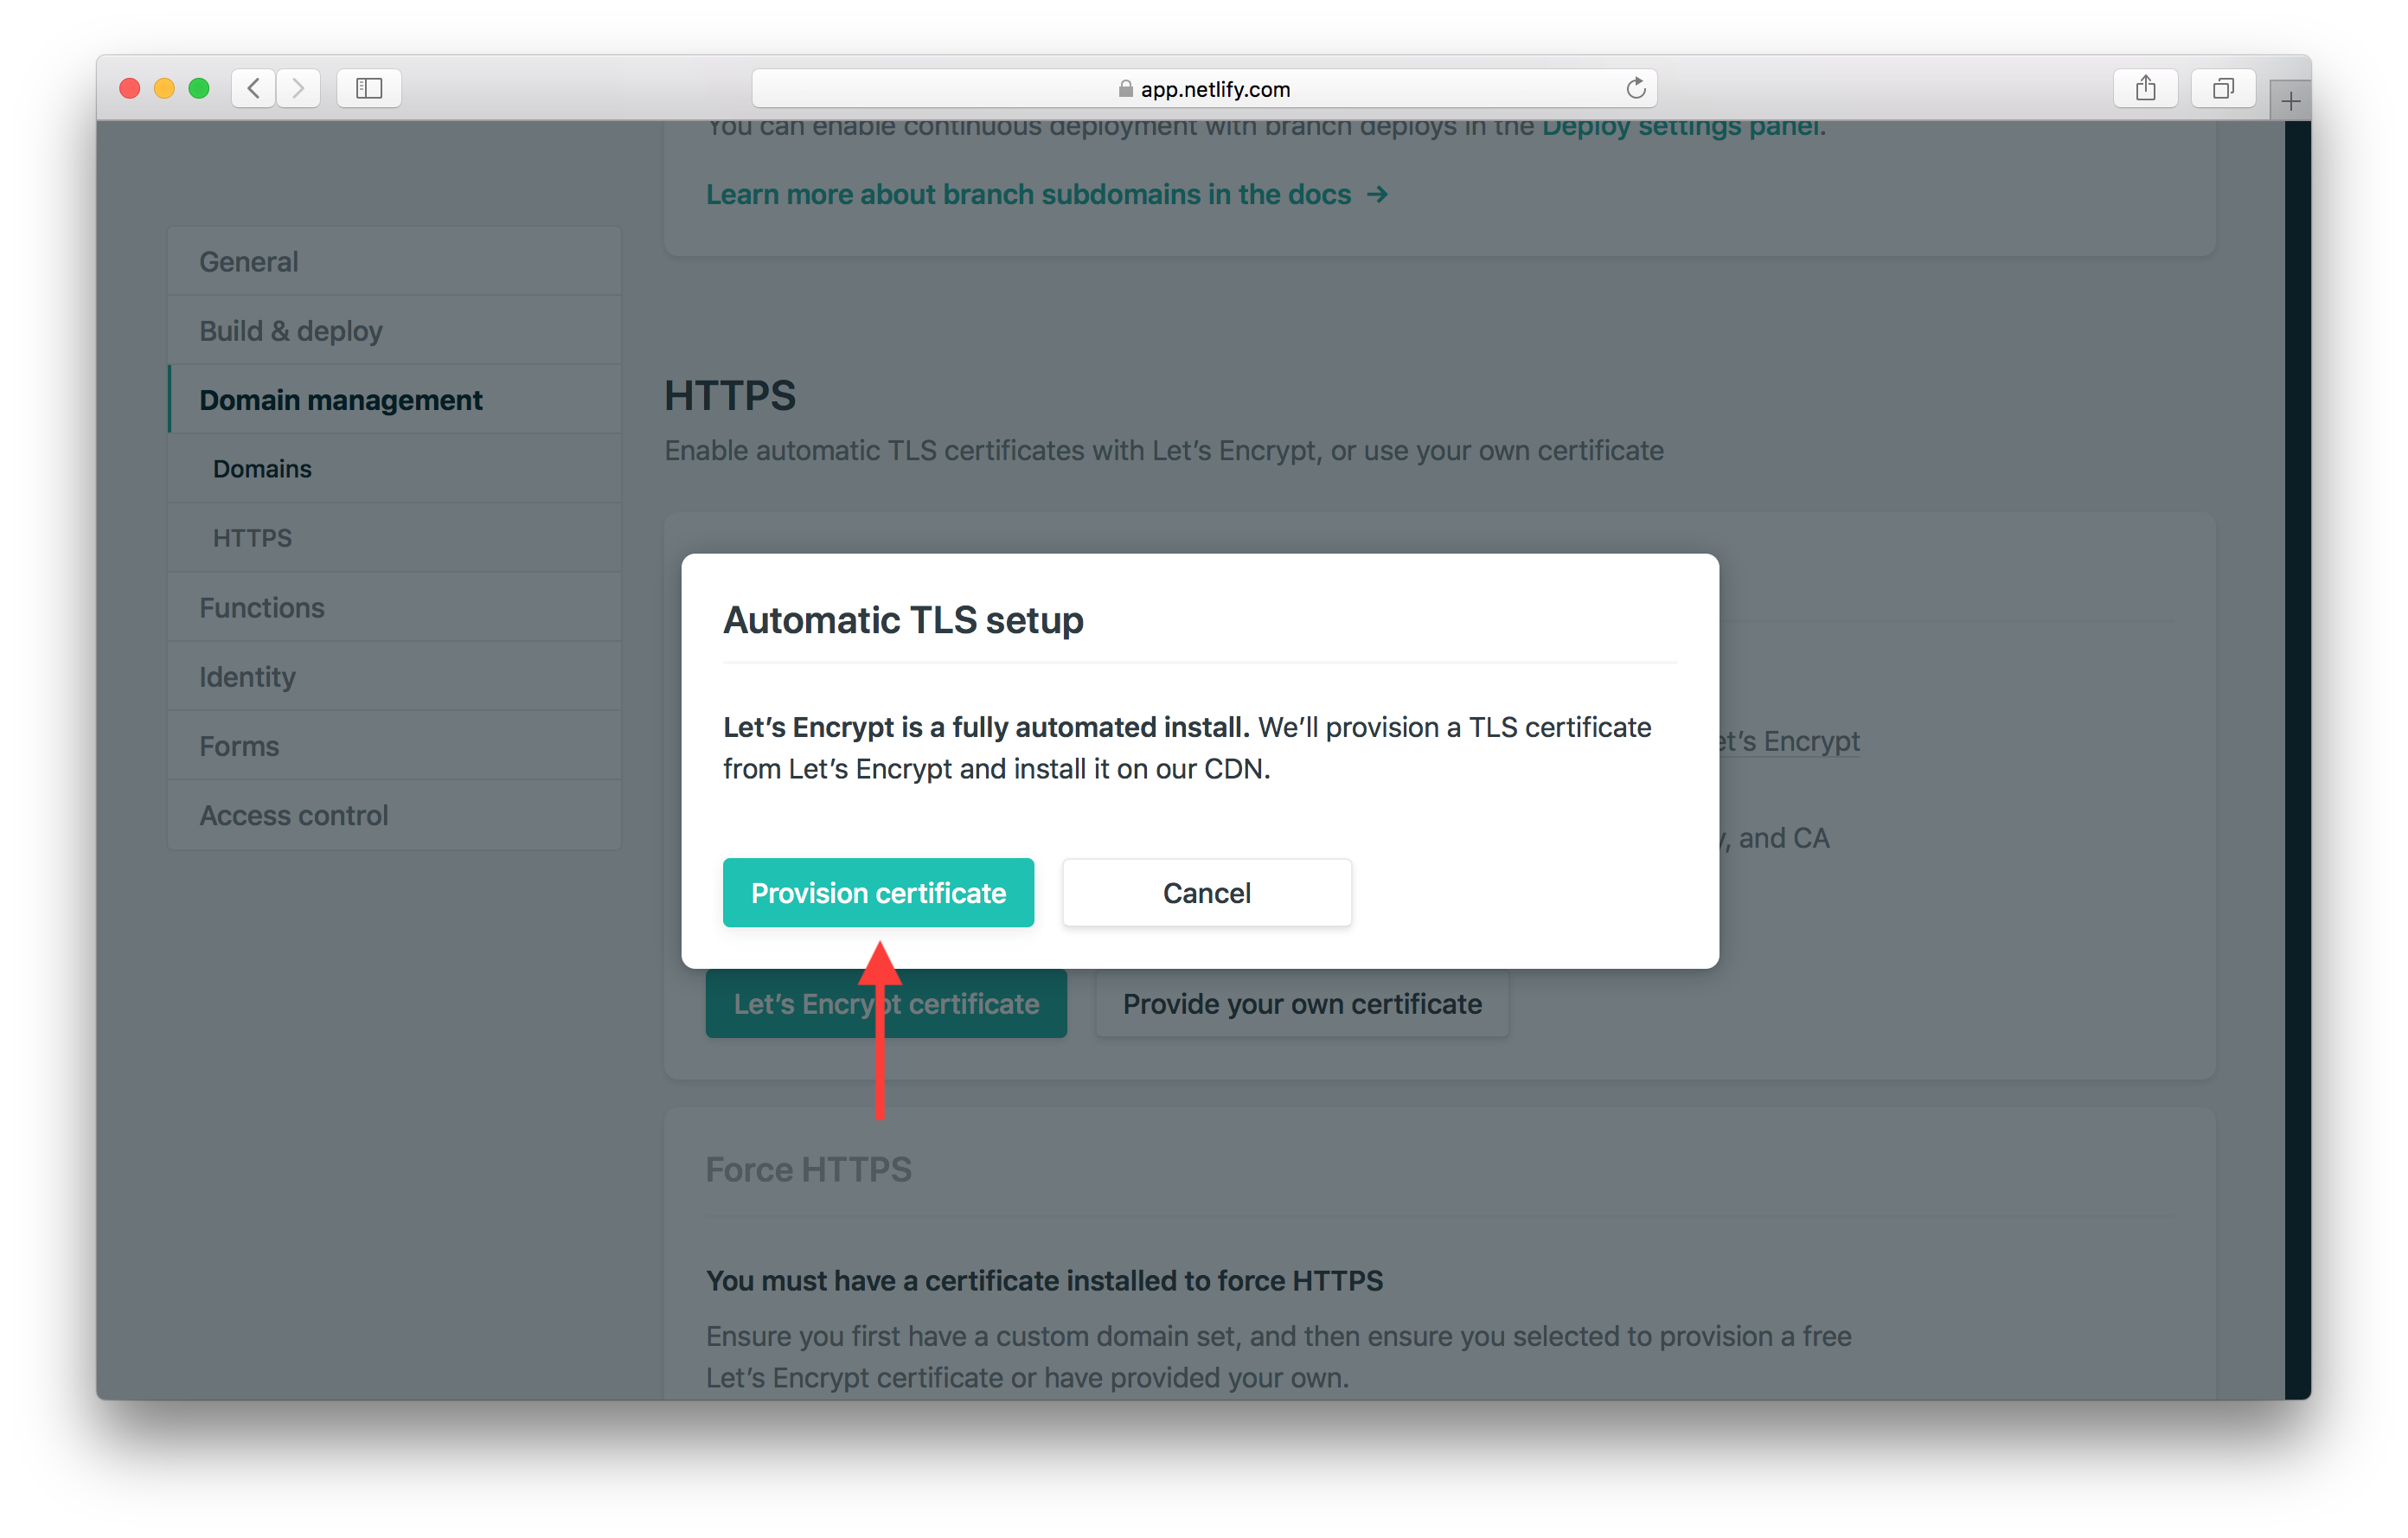 app.netlify.com
You can enable continuous deployment with branch deploys in the Deploy settings panel.
Learn more about branch subdomains in the docs →
General
Build & deploy
Domain management
Domains
HTTPS
Functions
Identity
Forms
Access control
HTTPS
Enable automatic TLS certificates with Let’s Encrypt, or use your own certificate
Automatic TLS setup
Let’s Encrypt is a fully automated install. We’ll provision a TLS certificate
from Let’s Encrypt and install it on our CDN.
Provision certificate
Cancel
et’s Encrypt
, and CA
Let’s Encrypt certificate
Provide your own certificate
Force HTTPS
You must have a certificate installed to force HTTPS
Ensure you first have a custom domain set, and then ensure you selected to provision a free
Let’s Encrypt certificate or have provided your own.